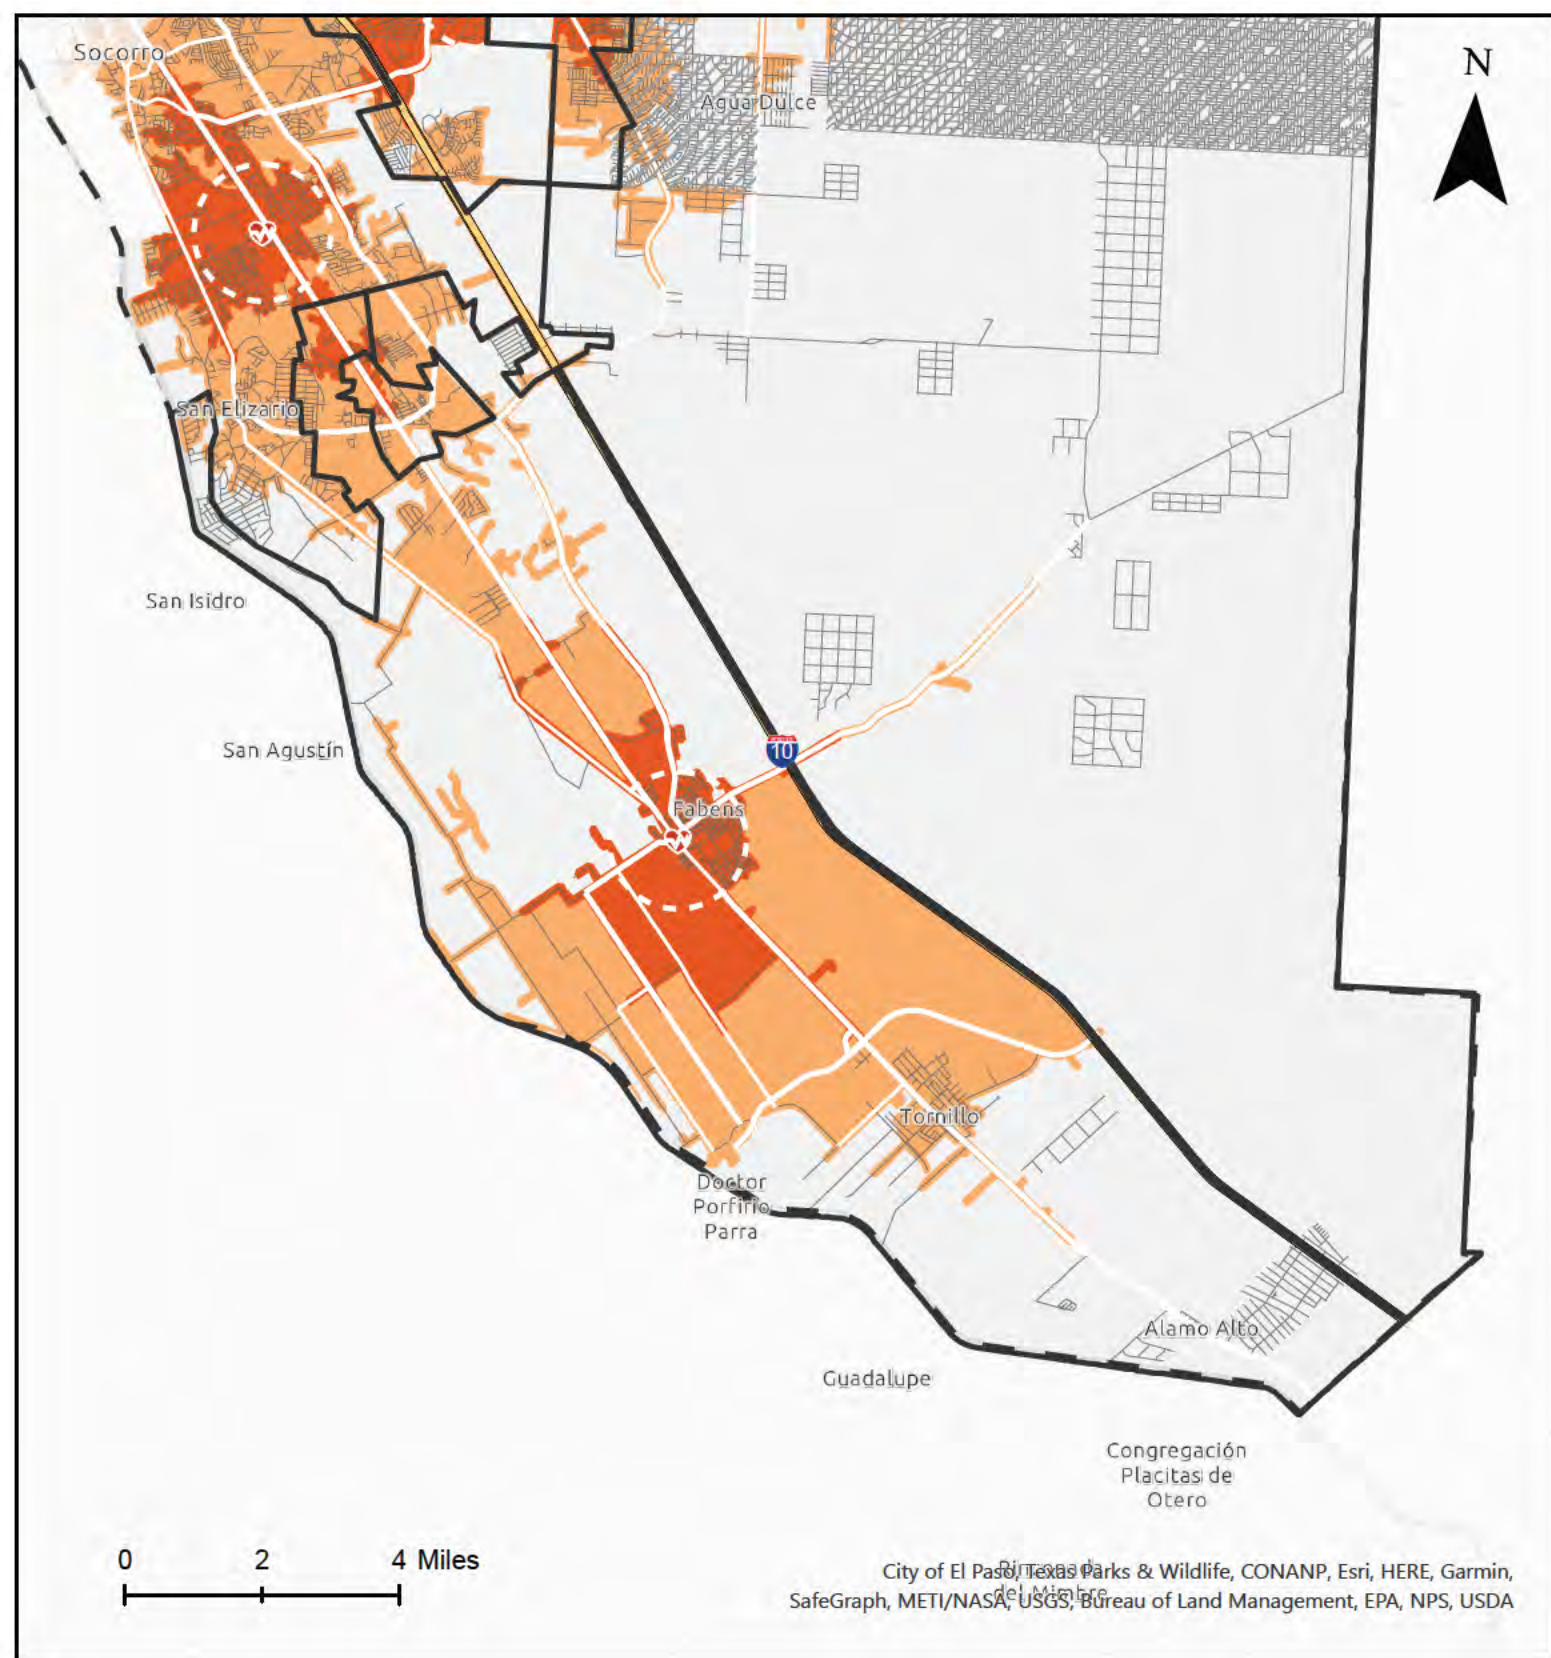 Socorro
N
Agua Dulce
San Elizario
San Isidro
San Agustín
10
Fabens
Tornillo
Doctor
Porfirio
Parra
Alamo Alto
Guadalupe
Congregación
Placitas de
Otero
0 2 4 Miles
City of El Paso, Texas Parks & Wildlife, CONANP, Esri, HERE, Garmin,
del Mimbre
SafeGraph, METI/NASA, USGS, Bureau of Land Management, EPA, NPS, USDA